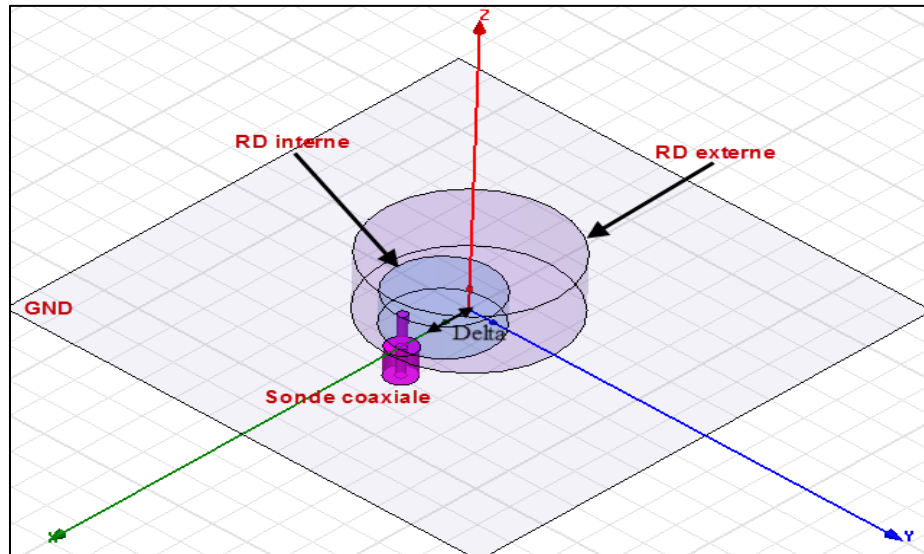 Z
RD interne
RD externe
GND
Delta
Sonde coaxiale
X
Y